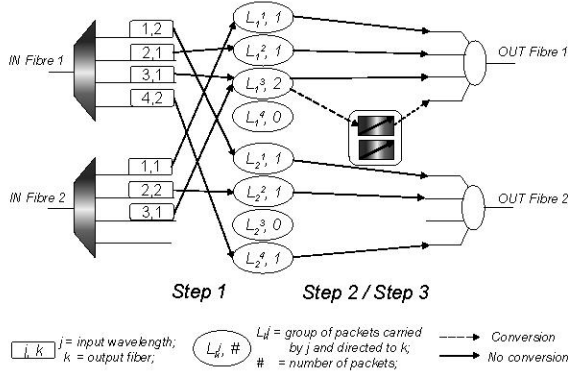 1,2
L₁¹, 1
IN Fibre 1
2,1
L₁², 1
OUT Fibre 1
3,1
L₁³, 2
4,2
L₁⁴, 0
1,1
L₂¹, 1
IN Fibre 2
2,2
L₂², 1
OUT Fibre 2
3,1
L₂³, 0
L₂⁴, 1
Step 1
Step 2 / Step 3
j, k
j = input wavelength;
k = output fiber;
Lₖʲ, #
Lₖʲ = group of packets carried
by j and directed to k;
# = number of packets;
Conversion
No conversion